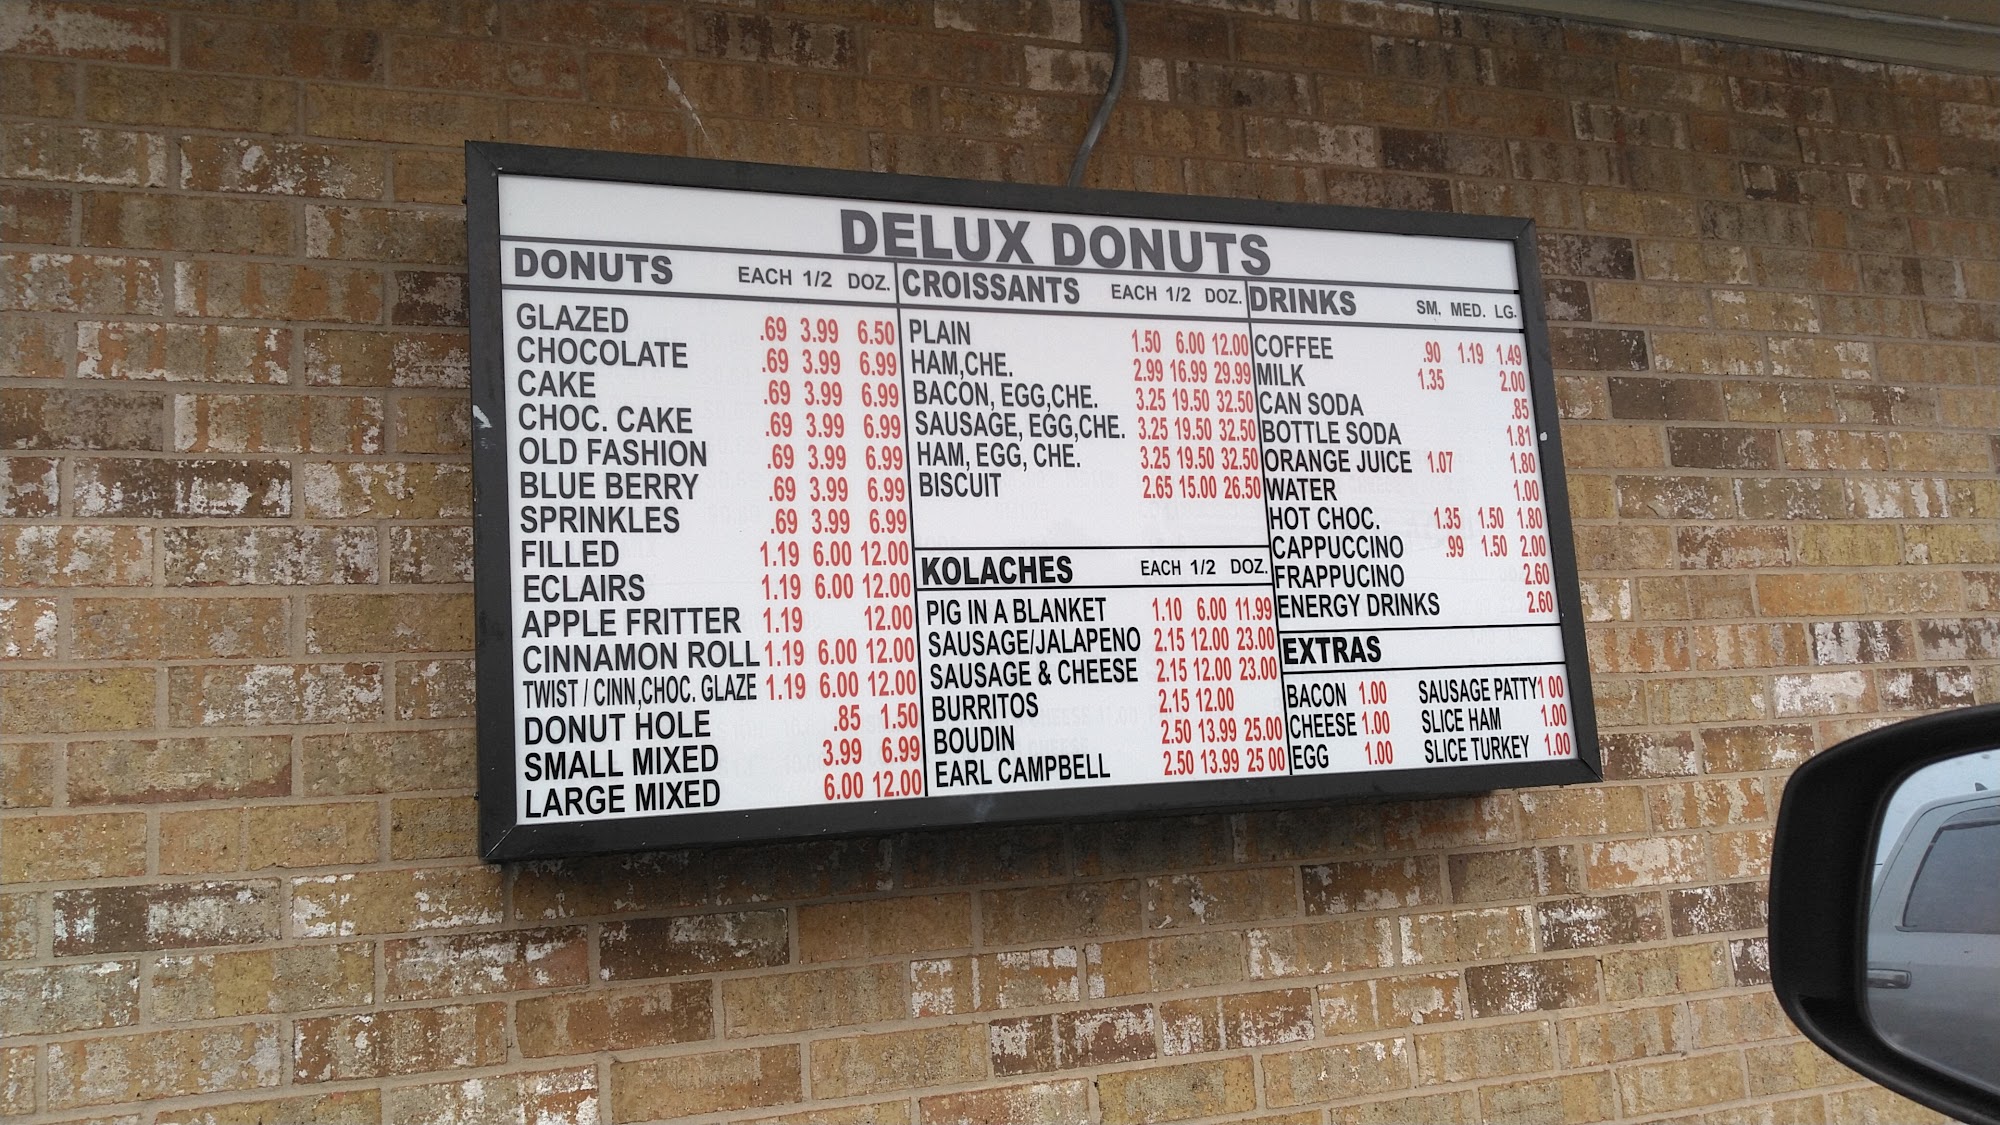 DELUX DONUTS
DONUTS EACH 1/2 DOZ.
GLAZED .69 3.99 6.50
CHOCOLATE .69 3.99 6.99
CAKE .69 3.99 6.99
CHOC. CAKE .69 3.99 6.99
OLD FASHION .69 3.99 6.99
BLUE BERRY .69 3.99 6.99
SPRINKLES .69 3.99 6.99
FILLED 1.19 6.00 12.00
ECLAIRS 1.19 6.00 12.00
APPLE FRITTER 1.19 12.00
CINNAMON ROLL 1.19 6.00 12.00
TWIST / CINN,CHOC. GLAZE 1.19 6.00 12.00
DONUT HOLE .85 1.50
SMALL MIXED 3.99 6.99
LARGE MIXED 6.00 12.00
CROISSANTS EACH 1/2 DOZ.
PLAIN 1.50 6.00 12.00
HAM,CHE. 2.99 16.99 29.99
BACON, EGG,CHE. 3.25 19.50 32.50
SAUSAGE, EGG,CHE. 3.25 19.50 32.50
HAM, EGG, CHE. 3.25 19.50 32.50
BISCUIT 2.65 15.00 26.50
KOLACHES EACH 1/2 DOZ.
PIG IN A BLANKET 1.10 6.00 11.99
SAUSAGE/JALAPENO 2.15 12.00 23.00
SAUSAGE & CHEESE 2.15 12.00 23.00
BURRITOS 2.15 12.00
BOUDIN 2.50 13.99 25.00
EARL CAMPBELL 2.50 13.99 25 00
DRINKS SM. MED. LG.
COFFEE .90 1.19 1.49
MILK 1.35 2.00
CAN SODA .85
BOTTLE SODA 1.81
ORANGE JUICE 1.07 1.80
WATER 1.00
HOT CHOC. 1.35 1.50 1.80
CAPPUCCINO .99 1.50 2.00
FRAPPUCINO 2.60
ENERGY DRINKS 2.60
EXTRAS
BACON 1.00 SAUSAGE PATTY 1 00
CHEESE 1.00 SLICE HAM 1.00
EGG 1.00 SLICE TURKEY 1.00